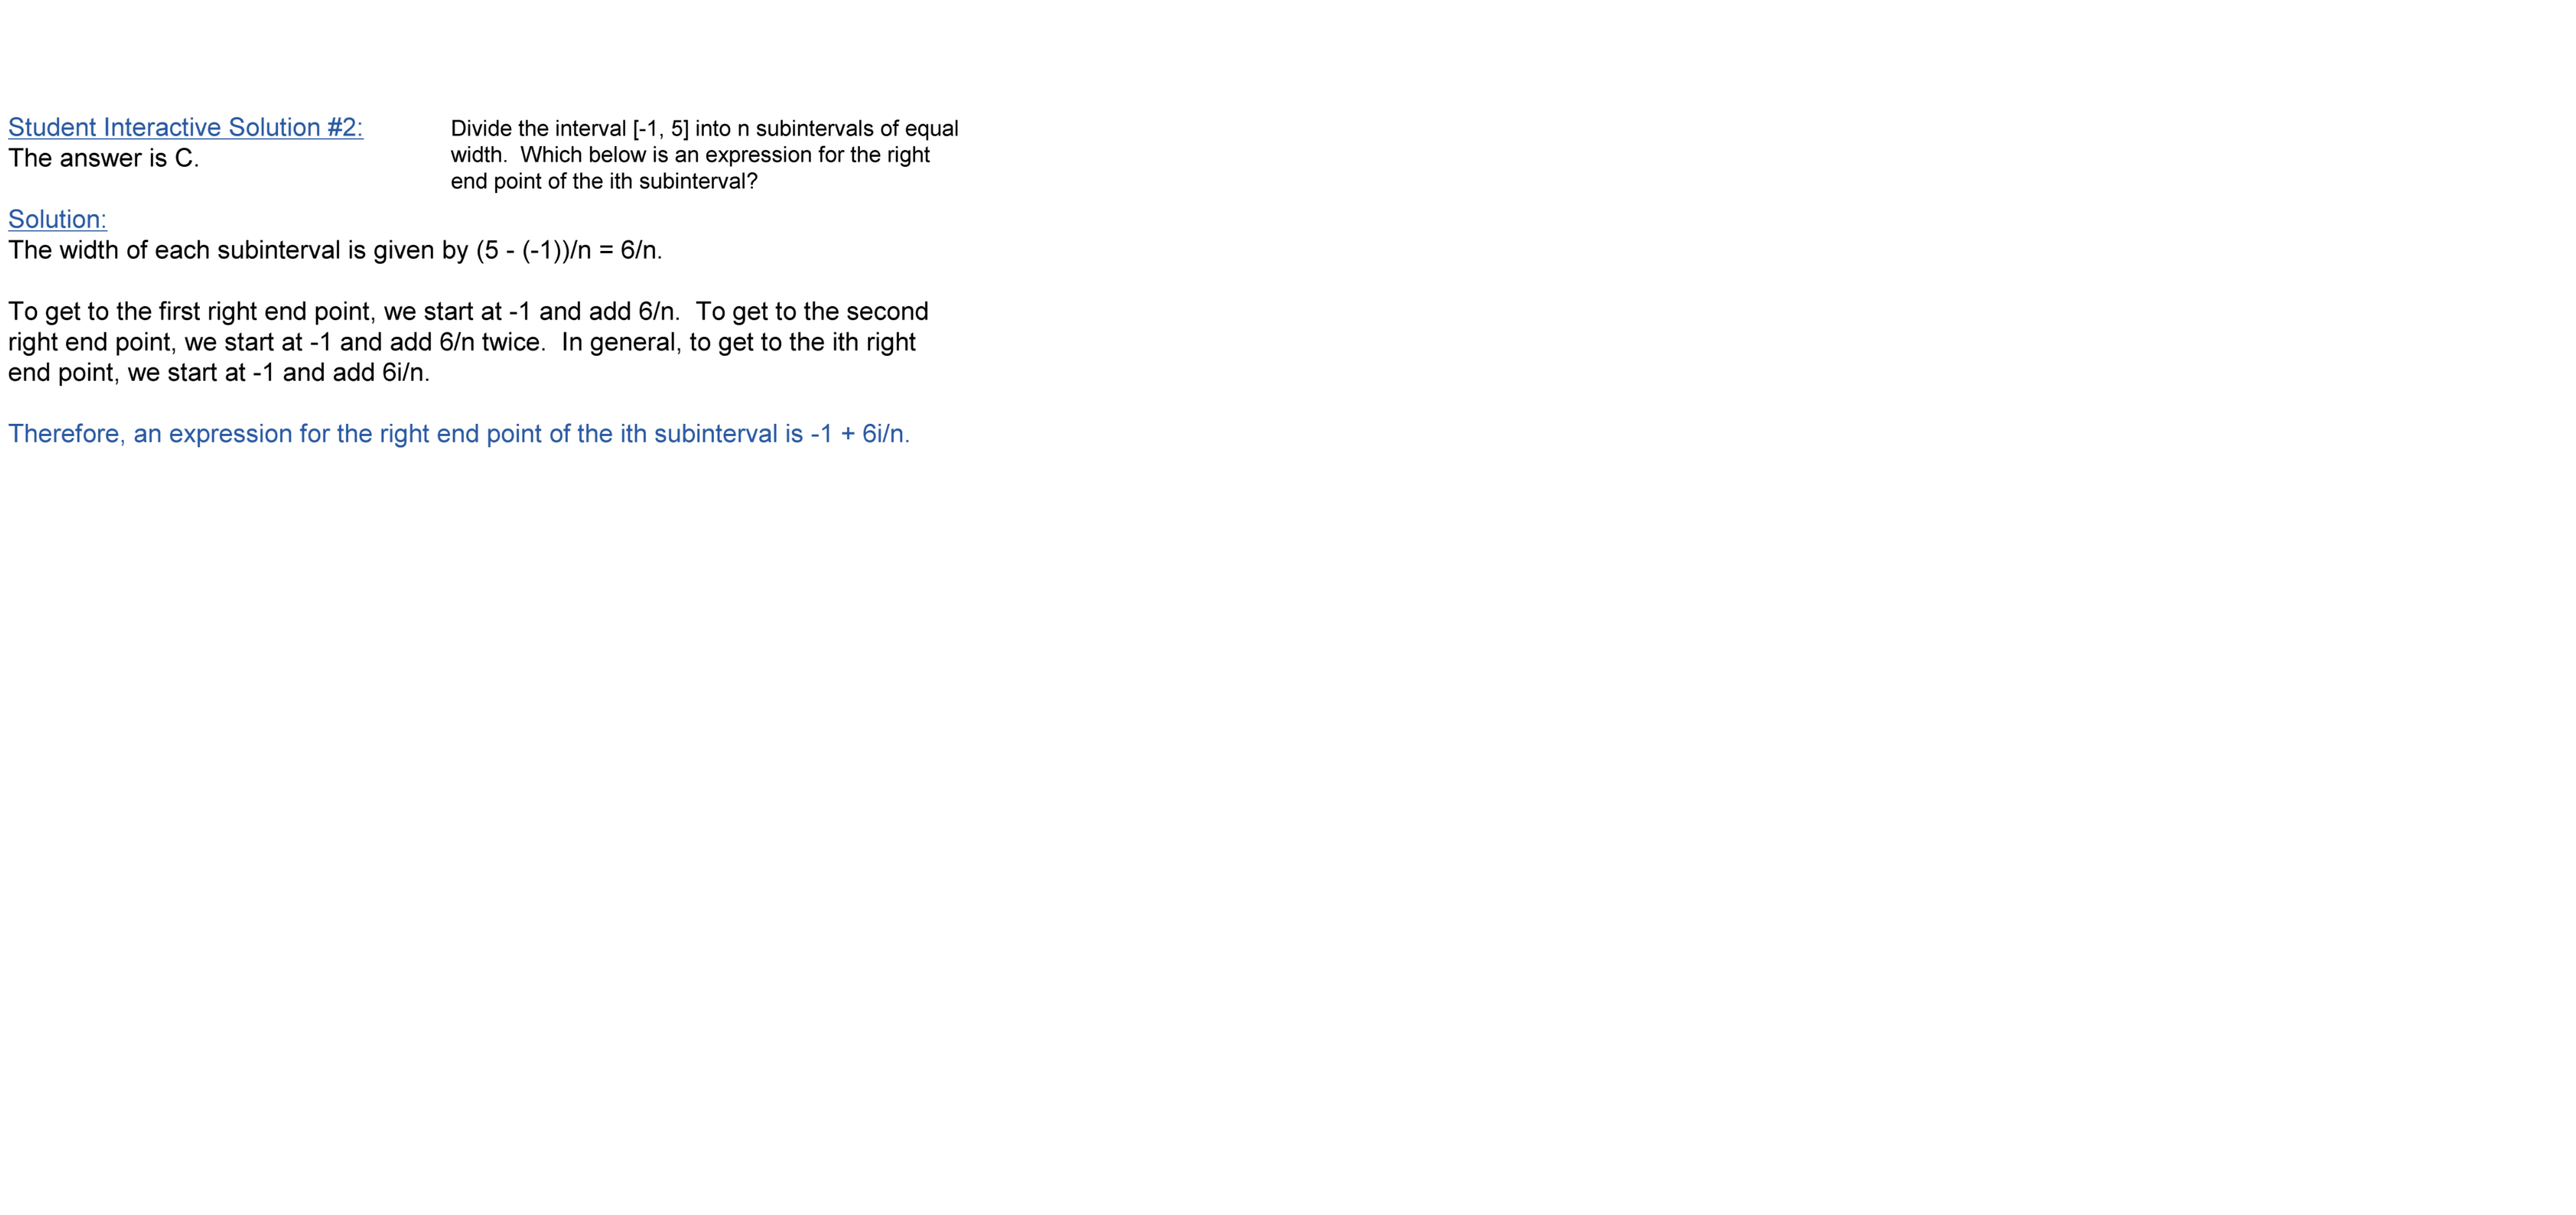 Student Interactive Solution #2:
The answer is C.
Divide the interval [-1, 5] into n subintervals of equal
width.  Which below is an expression for the right
end point of the ith subinterval?
Solution:
The width of each subinterval is given by (5 - (-1))/n = 6/n.
To get to the first right end point, we start at -1 and add 6/n.  To get to the second
right end point, we start at -1 and add 6/n twice.  In general, to get to the ith right
end point, we start at -1 and add 6i/n.
Therefore, an expression for the right end point of the ith subinterval is -1 + 6i/n.